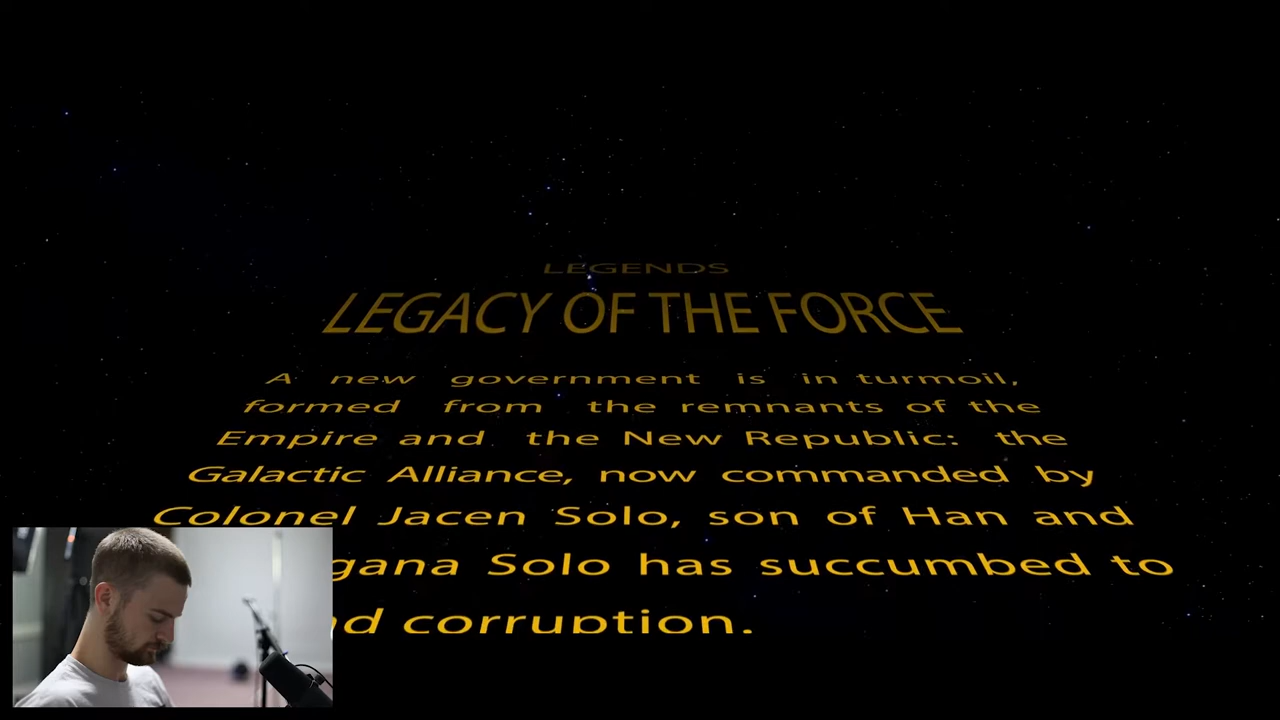 LEGENDS
LEGACY OF THE FORCE
A new government is in turmoil,
formed from the remnants of the
Empire and the New Republic: the
Galactic Alliance, now commanded by
Colonel Jacen Solo, son of Han and
Solo has succumbed to
corruption.